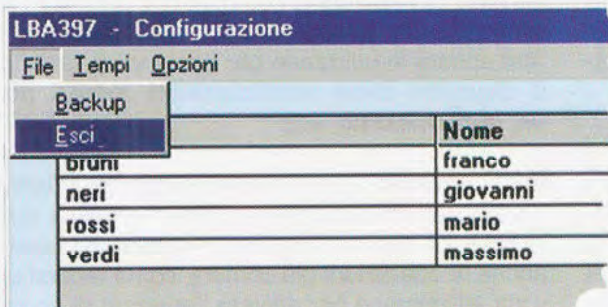 LBA397 - Configurazione
File Tempi Opzioni
Backup
Esci
Nome
bruni franco
neri giovanni
rossi mario
verdi massimo